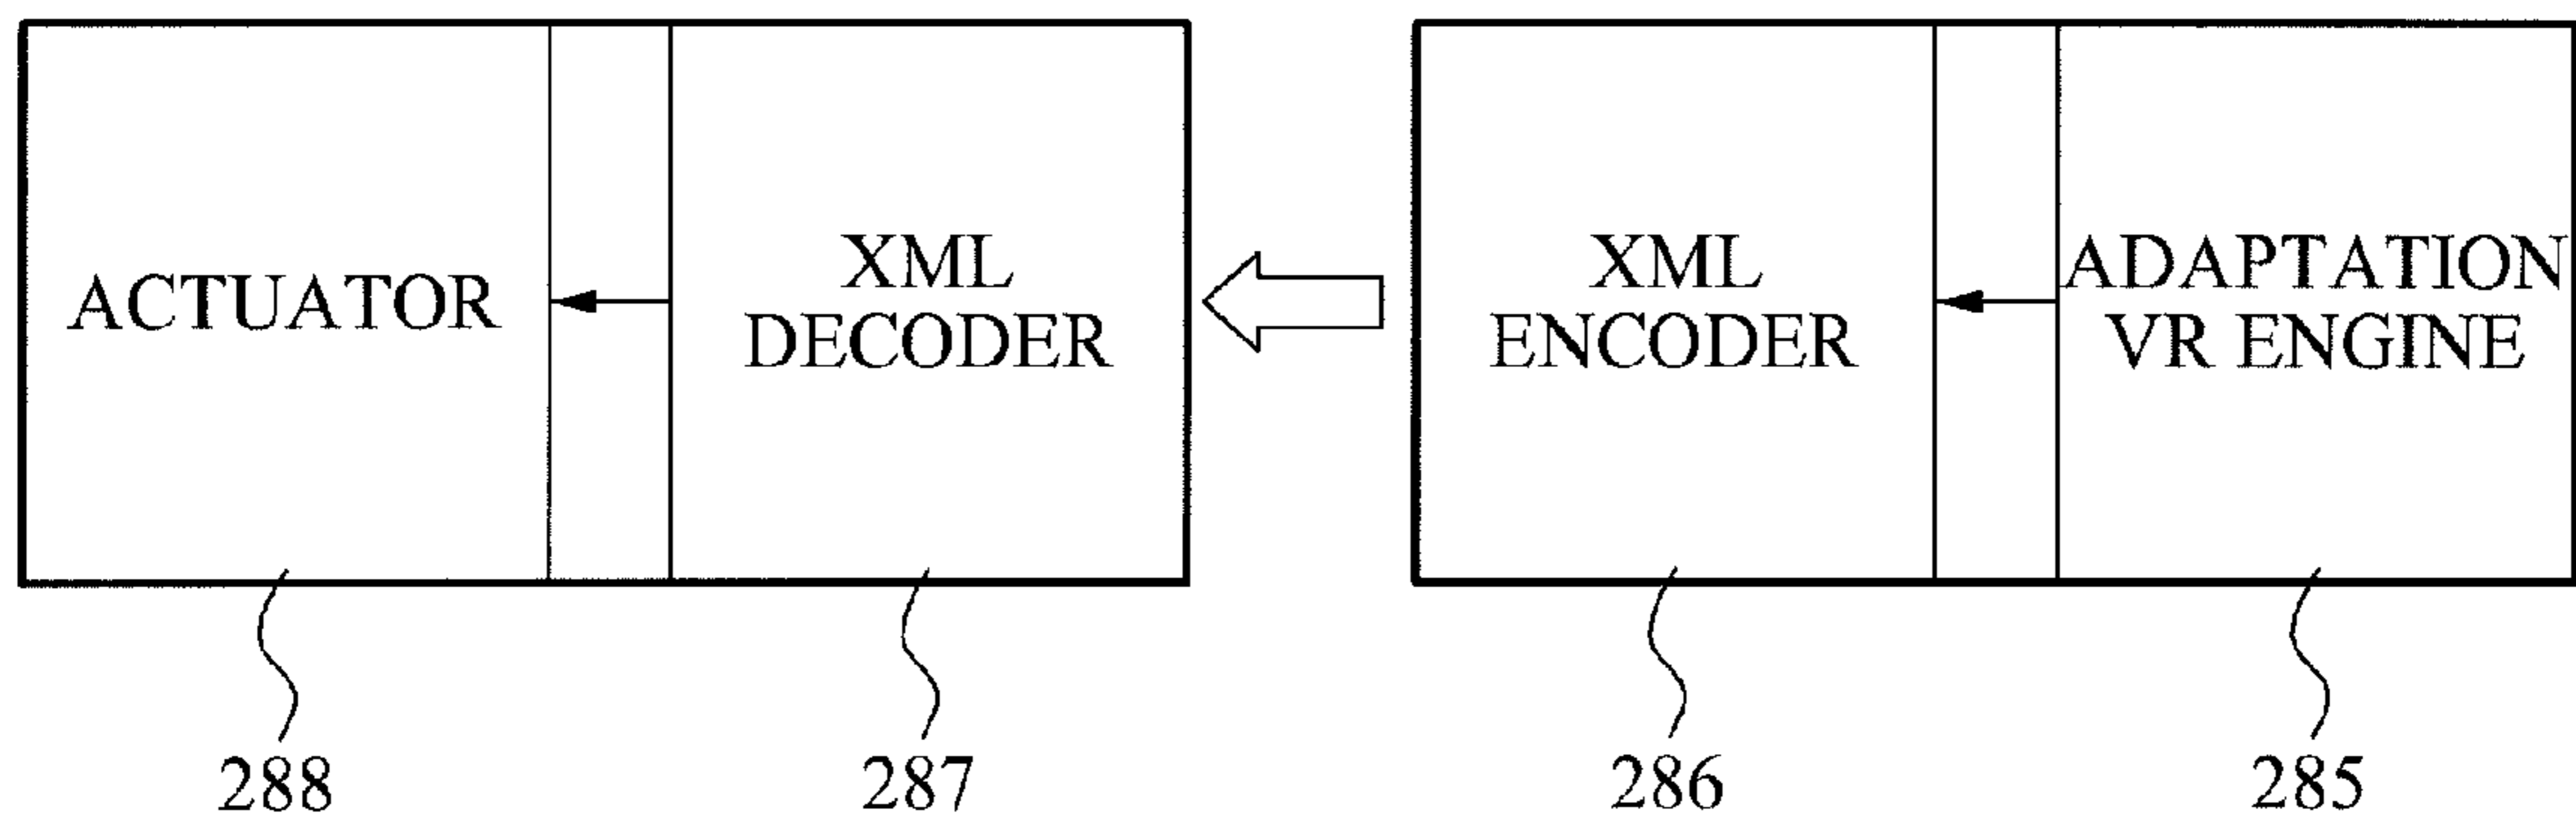 ACTUATOR
XML
DECODER
XML
ENCODER
ADAPTATION
VR ENGINE
288
287
286
285